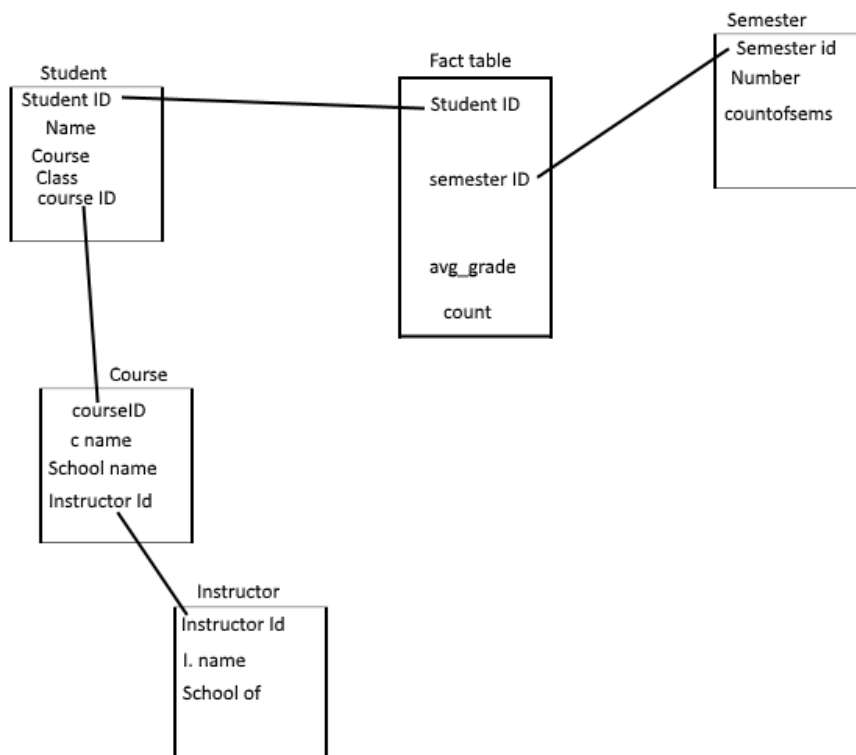 Student
Student ID
Name
Course
Class
course ID
Fact table
Student ID
semester ID
avg_grade
count
Semester
Semester id
Number
countofsems
Course
courseID
c name
School name
Instructor Id
Instructor
Instructor Id
I. name
School of